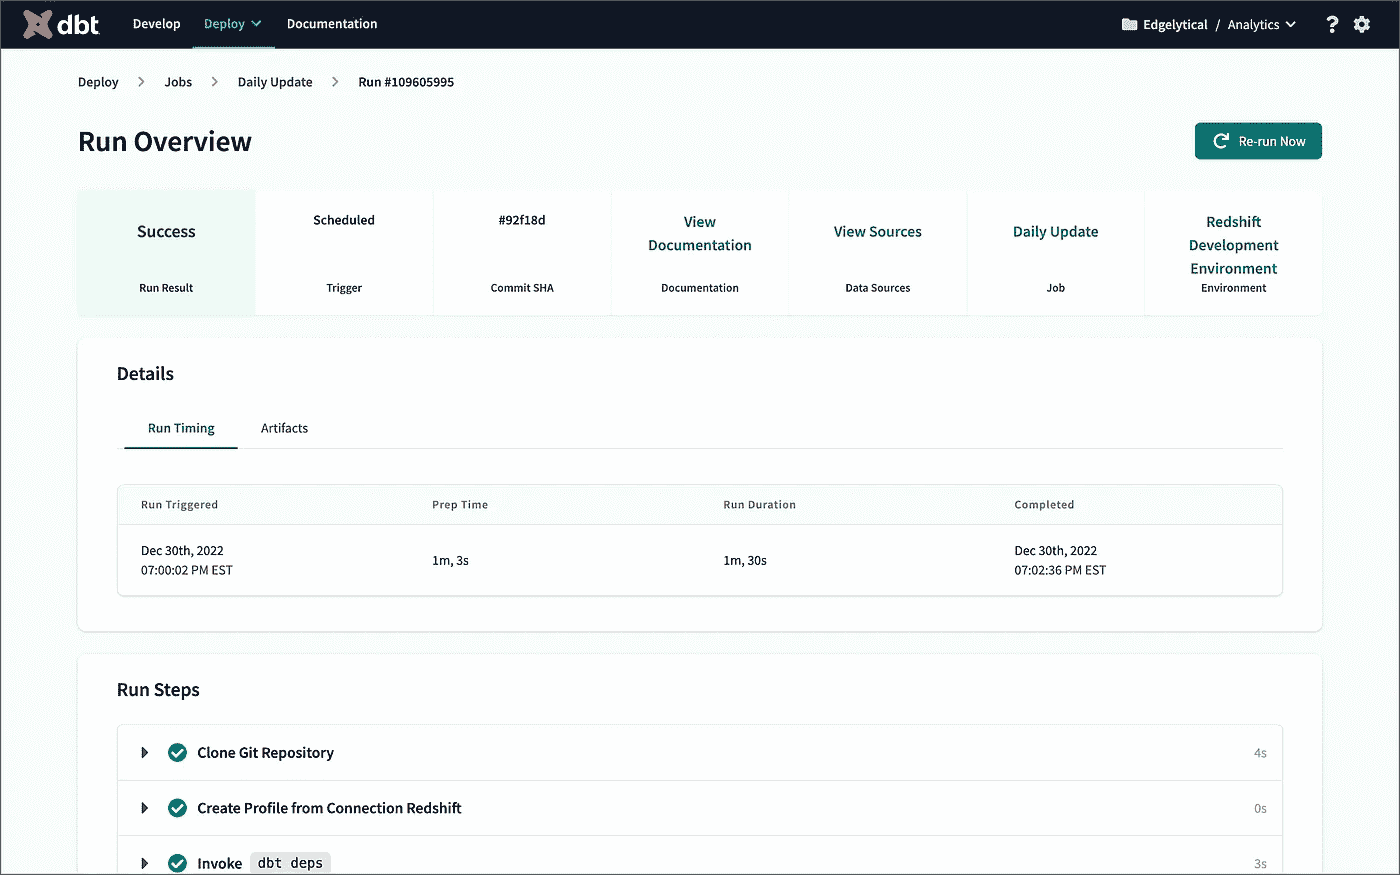 dbt
Develop Deploy Documentation Edgelytical / Analytics ?
Deploy > Jobs > Daily Update > Run #109605995
Run Overview
Re-run Now
Success
Run Result
Scheduled
Trigger
#92f18d
Commit SHA
View
Documentation
Documentation
View Sources
Data Sources
Daily Update
Job
Redshift
Development
Environment
Environment
Details
Run Timing Artifacts
Run Triggered Prep Time Run Duration Completed
Dec 30th, 2022
07:00:02 PM EST
1m, 3s
1m, 30s
Dec 30th, 2022
07:02:36 PM EST
Run Steps
Clone Git Repository 4s
Create Profile from Connection Redshift 0s
Invoke dbt deps 3s